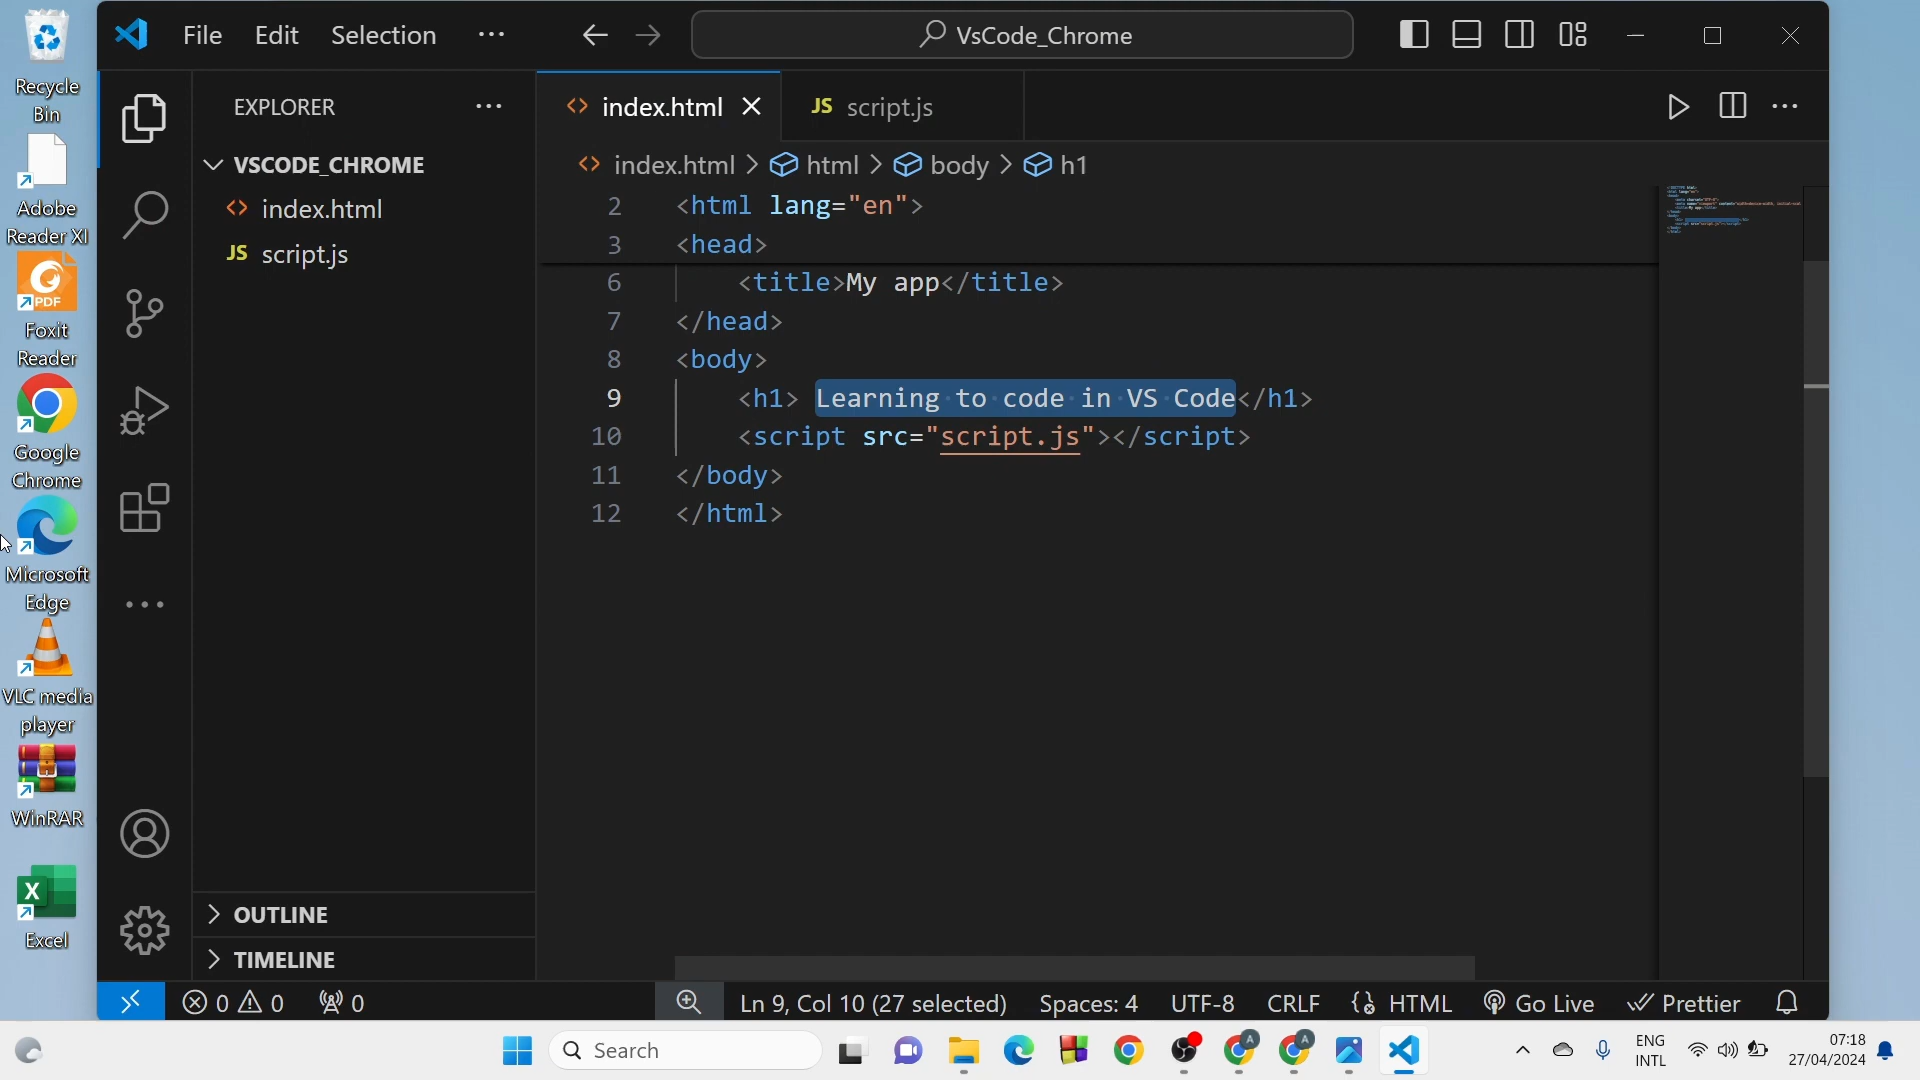 Recycle
Bin
Adobe
Reader XI
PDF
Foxit
Reader
Google
Chrome
Microsoft
Edge
VLC media
player
WinRAR
X
Excel
File Edit Selection ···
VsCode_Chrome
EXPLORER
VSCODE_CHROME
<> index.html
JS script.js
OUTLINE
TIMELINE
<> index.html
JS script.js
<> index.html > html > body > h1
2 <html lang="en">
3 <head>
6 <title>My app</title>
7 </head>
8 <body>
9 <h1> Learning to code in VS Code</h1>
10 <script src="script.js"></script>
11 </body>
12 </html>
0 0 0
Ln 9, Col 10 (27 selected) Spaces: 4 UTF-8 CRLF HTML Go Live Prettier
Search
A
A
ENG
INTL
07:18
27/04/2024